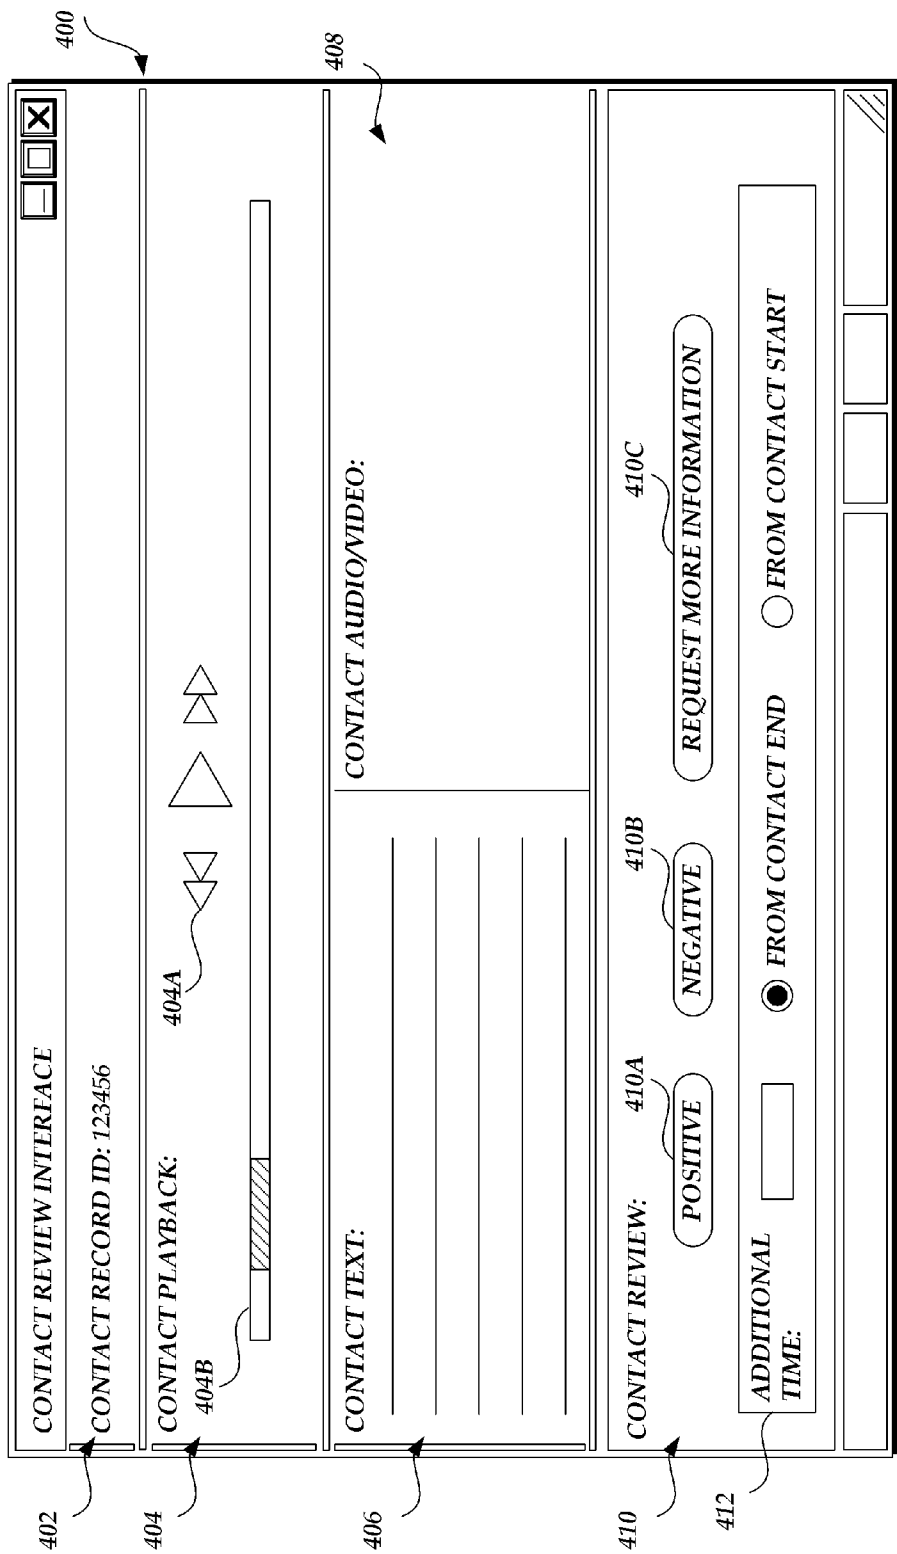 400
CONTACT REVIEW INTERFACE
402
CONTACT RECORD ID: 123456
404
CONTACT PLAYBACK:
404A
404B
408
406
CONTACT TEXT:
CONTACT AUDIO/VIDEO:
410
CONTACT REVIEW:
410A
410B
410C
POSITIVE
NEGATIVE
REQUEST MORE INFORMATION
412
ADDITIONAL
TIME:
FROM CONTACT END
FROM CONTACT START